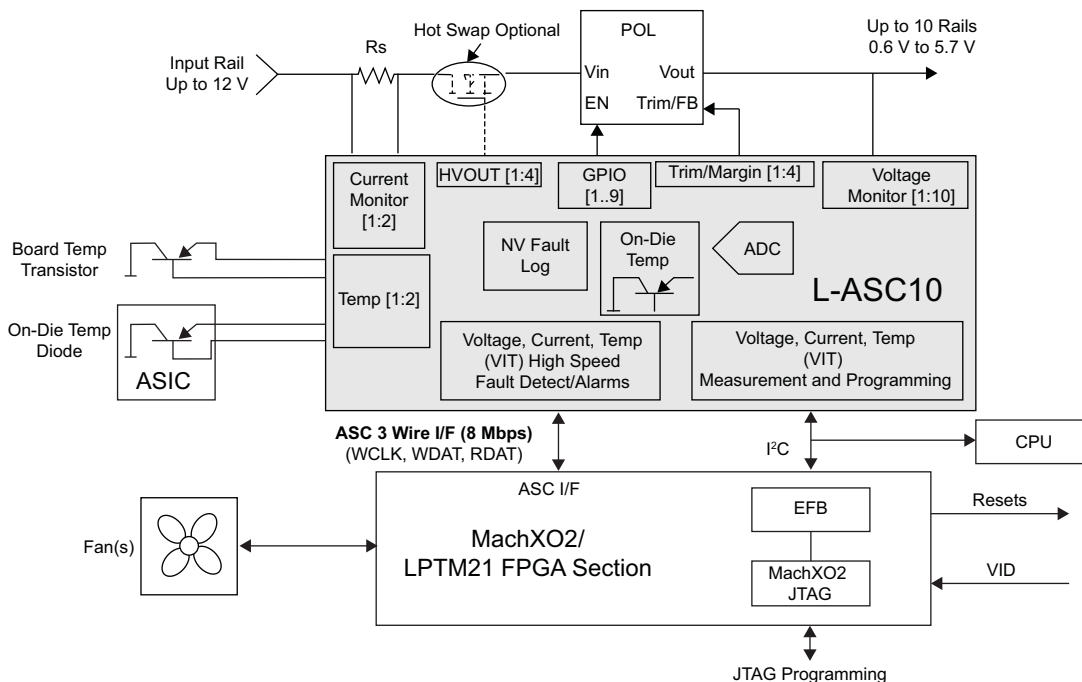 Hot Swap Optional
POL
Up to 10 Rails
0.6 V to 5.7 V
Input Rail
Up to 12 V
Rs
Vin
Vout
EN
Trim/FB
Current
Monitor
[1:2]
HVOUT [1:4]
GPIO
[1..9]
Trim/Margin [1:4]
Voltage
Monitor [1:10]
Board Temp
Transistor
NV Fault
Log
On-Die
Temp
ADC
Temp [1:2]
L-ASC10
On-Die Temp
Diode
ASIC
Voltage, Current, Temp
(VIT) High Speed
Fault Detect/Alarms
Voltage, Current, Temp
(VIT)
Measurement and Programming
ASC 3 Wire I/F (8 Mbps)
(WCLK, WDAT, RDAT)
I²C
CPU
ASC I/F
EFB
Resets
Fan(s)
MachXO2/
LPTM21 FPGA Section
MachXO2
JTAG
VID
JTAG Programming